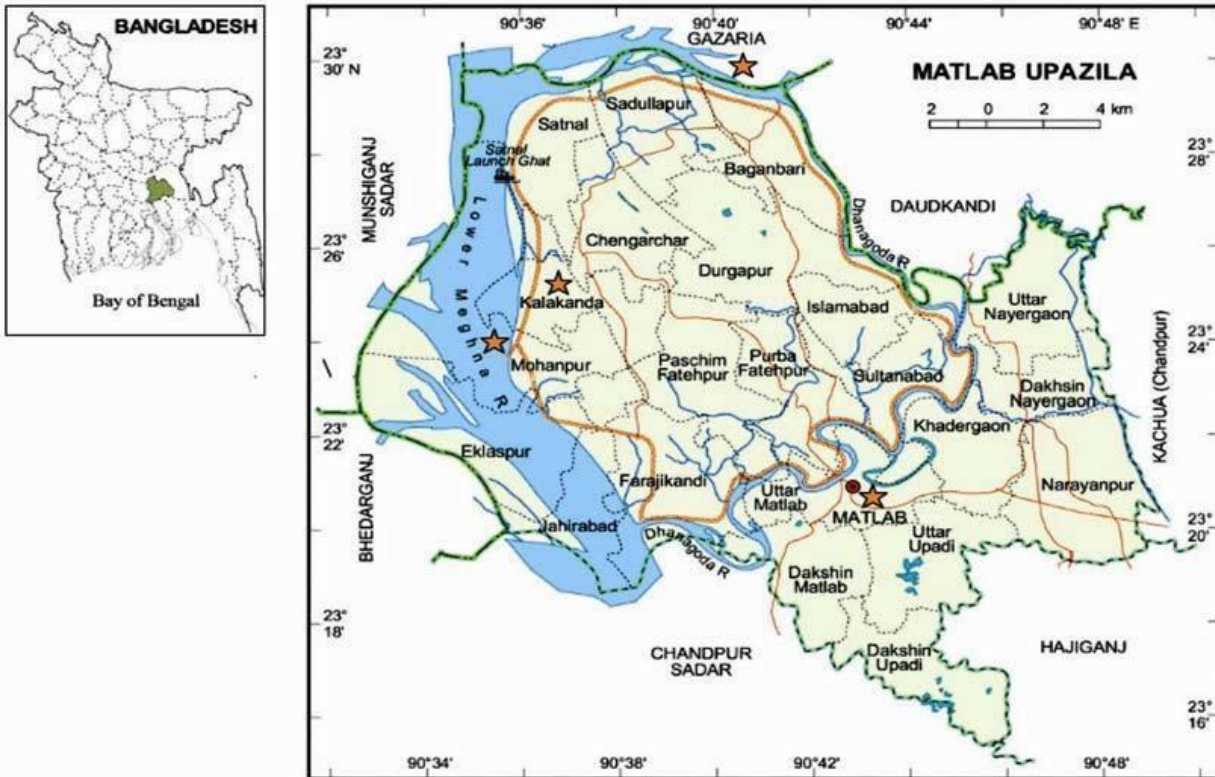 BANGLADESH
Bay of Bengal
90°36'
90°40'
90°44'
90°48' E
GAZARIA
23°
30' N
MATLAB UPAZILA
2 0 2 4 km
Sadullapur
Satnal
Satnal
Launch Ghat
28'
23°
Baganbari
MUNSHIGANJ
SADAR
Lower Meghna R
Dhanagoda R
DAUDKANDI
23°
26'
Chengarchar
Durgapur
Kalakanda
Islamabad
Uttar
Nayergaon
23°
24'
Mohanpur
Paschim
Fatehpur
Purba
Fatehpur
Sultanabad
Dakhsin
Nayergaon
KACHUA (Chandpur)
23°
22'
Khadergaon
Eklaspur
BHEDARGANJ
Farajikandi
Uttar
Matlab
Narayanpur
MATLAB
Jahirabad
Dhanagoda R
Uttar
Upadi
23°
20'
Dakshin
Matlab
23°
18'
CHANDPUR
SADAR
Dakshin
Upadi
HAJIGANJ
23°
16'
90°34'
90°38'
90°42'
90°48'